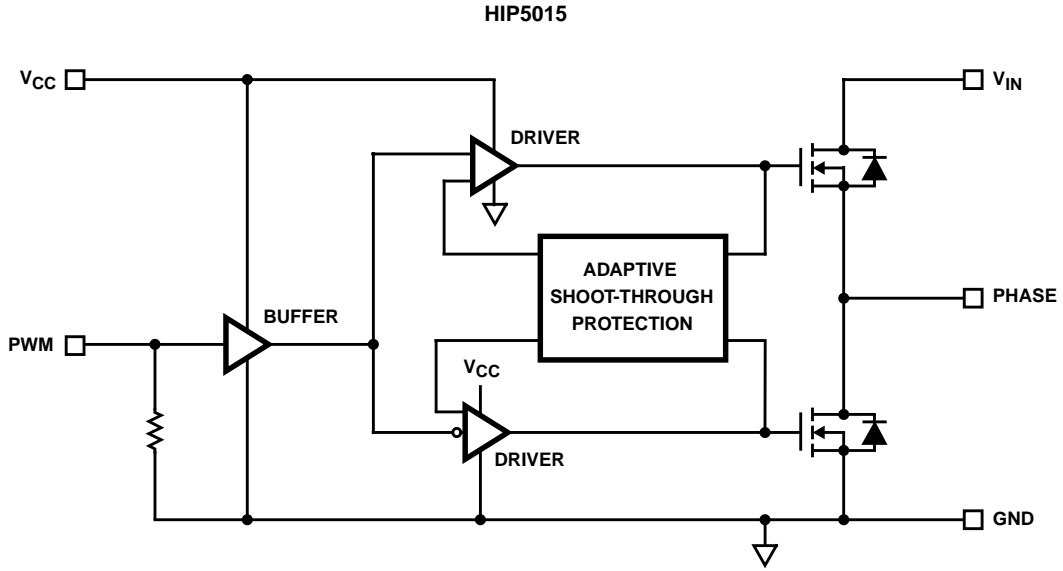 HIP5015
VCC
VIN
DRIVER
ADAPTIVE
SHOOT-THROUGH
PROTECTION
PHASE
BUFFER
PWM
VCC
DRIVER
GND